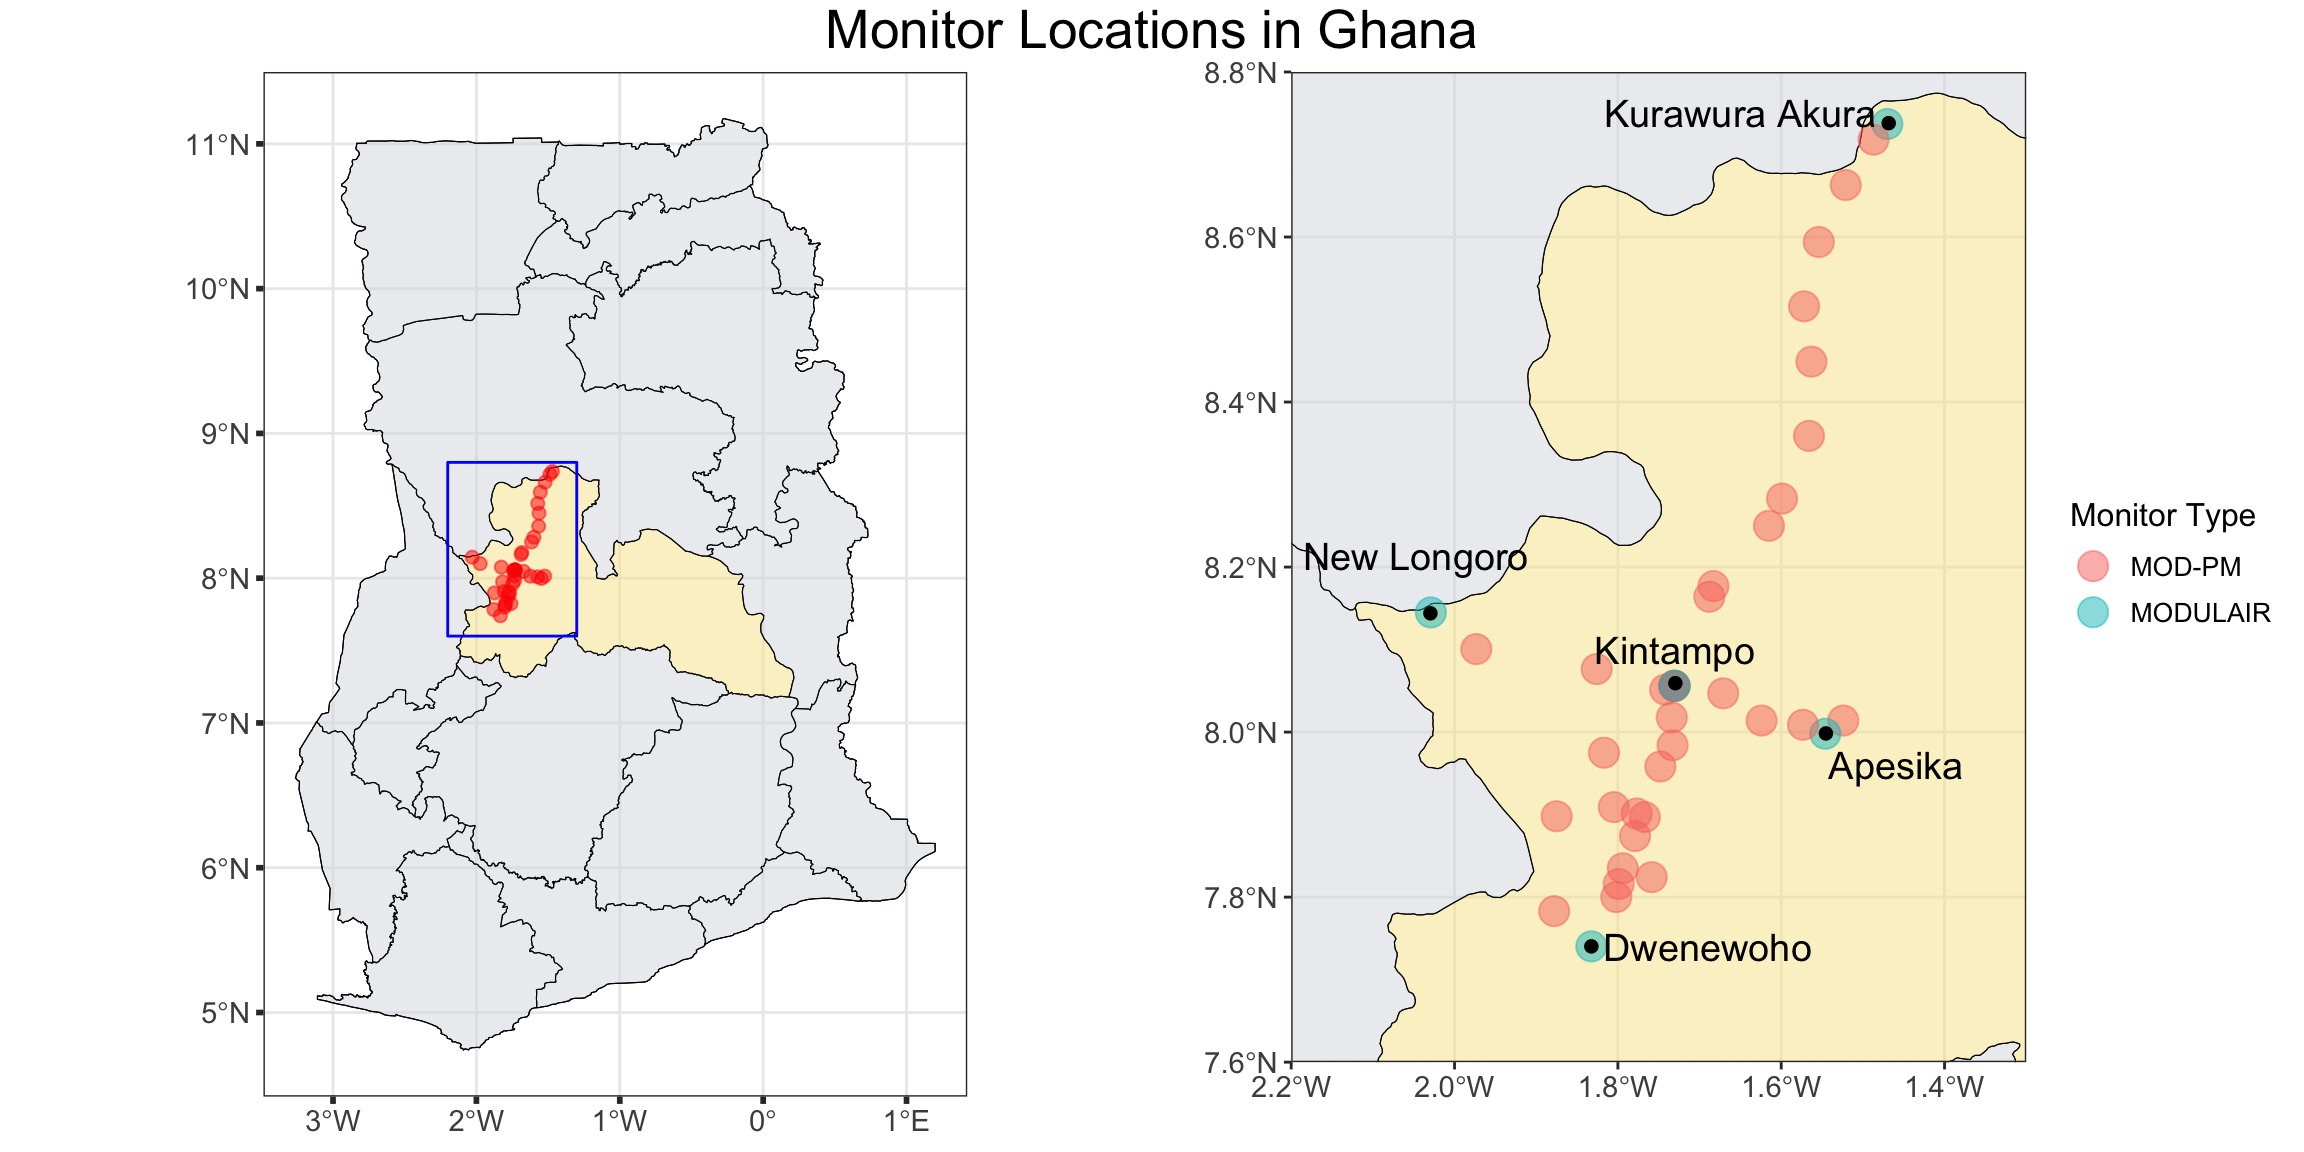 Monitor Locations in Ghana
11°N
10°N
9°N
8°N
7°N
6°N
5°N
3°W
2°W
1°W
0°
1°E
8.8°N
8.6°N
8.4°N
8.2°N
8.0°N
7.8°N
7.6°N
2.2°W
2.0°W
1.8°W
1.6°W
1.4°W
Kurawura Akura
New Longoro
Kintampo
Apesika
Dwenewoho
Monitor Type
MOD-PM
MODULAIR